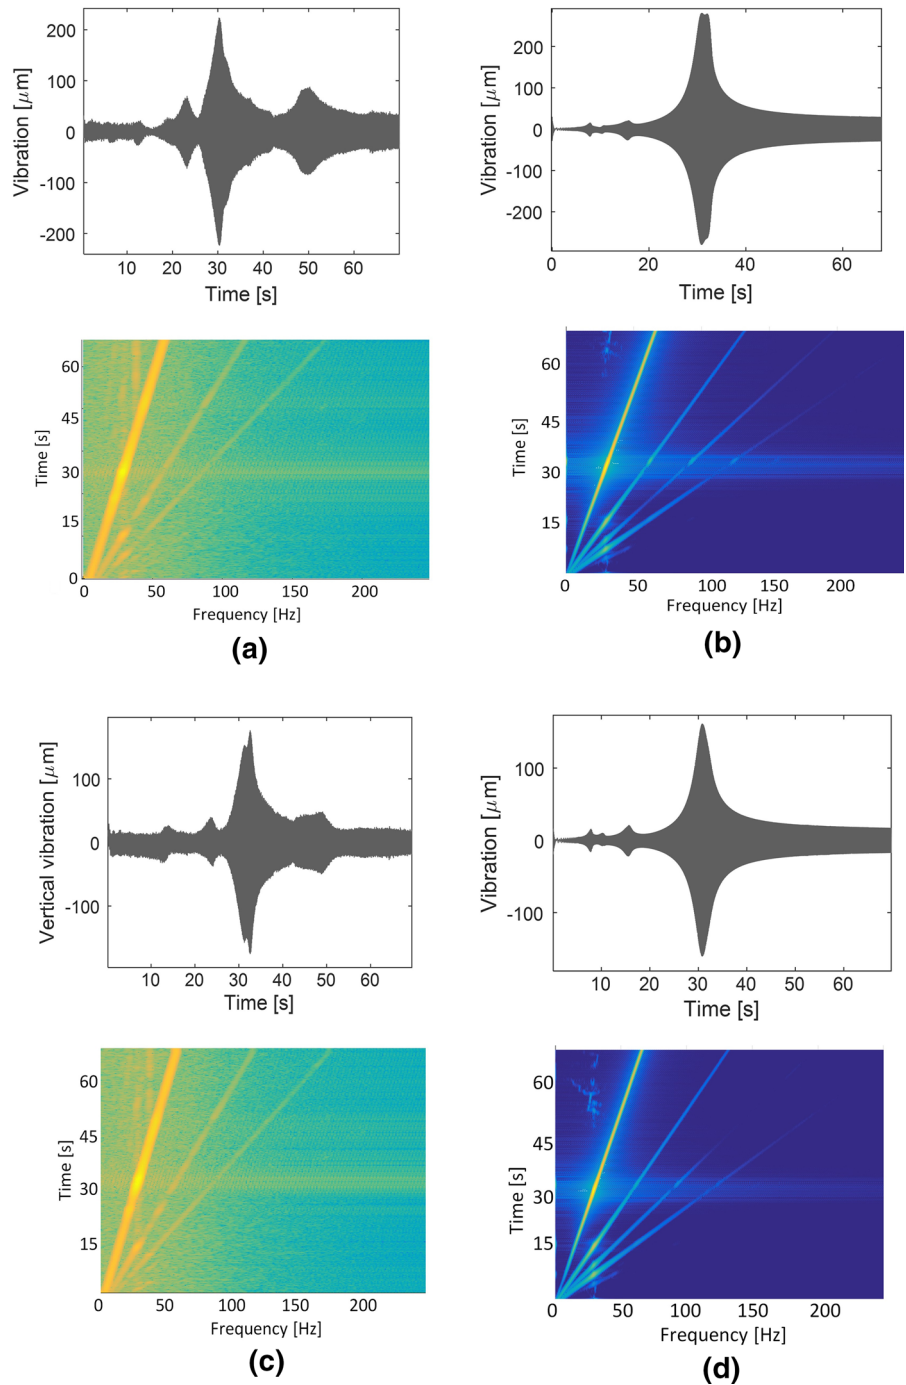 200
100
0
-100
-200
Vibration [μm]
10 20 30 40 50 60
Time [s]
200
100
0
-100
-200
Vibration [μm]
0 20 40 60
Time [s]
60
45
30
15
0
Time [s]
0 50 100 150 200
Frequency [Hz]
(a)
60
45
30
15
Time [s]
0 50 100 150 200
Frequency [Hz]
(b)
100
0
-100
Vertical vibration [μm]
10 20 30 40 50 60
Time [s]
100
0
-100
Vibration [μm]
10 20 30 40 50 60
Time [s]
60
45
30
15
Time [s]
0 50 100 150 200
Frequency [Hz]
(c)
60
45
30
15
Time [s]
0 50 100 150 200
Frequency [Hz]
(d)